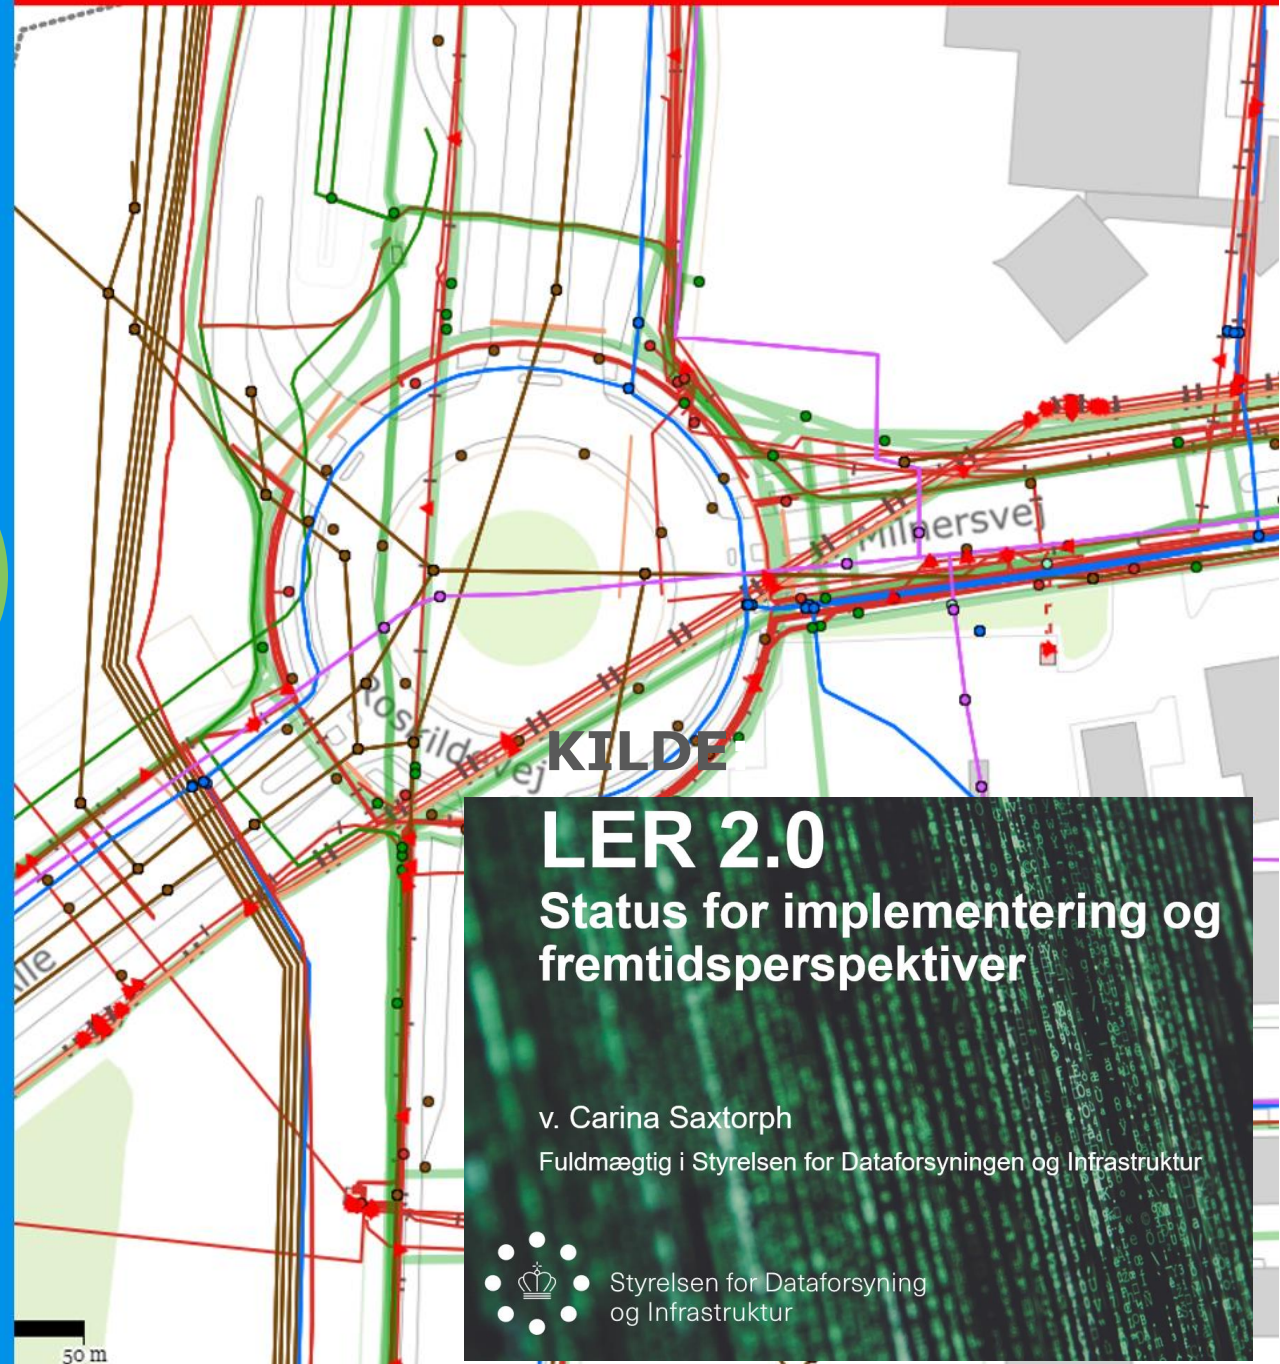 Milnersvej
Roskildevej
KILDE
lle
LER 2.0
Status for implementering og
fremtidsperspektiver
v. Carina Saxtorph
Fuldmægtig i Styrelsen for Dataforsyningen og Infrastruktur
Styrelsen for Dataforsyning
og Infrastruktur
50 m